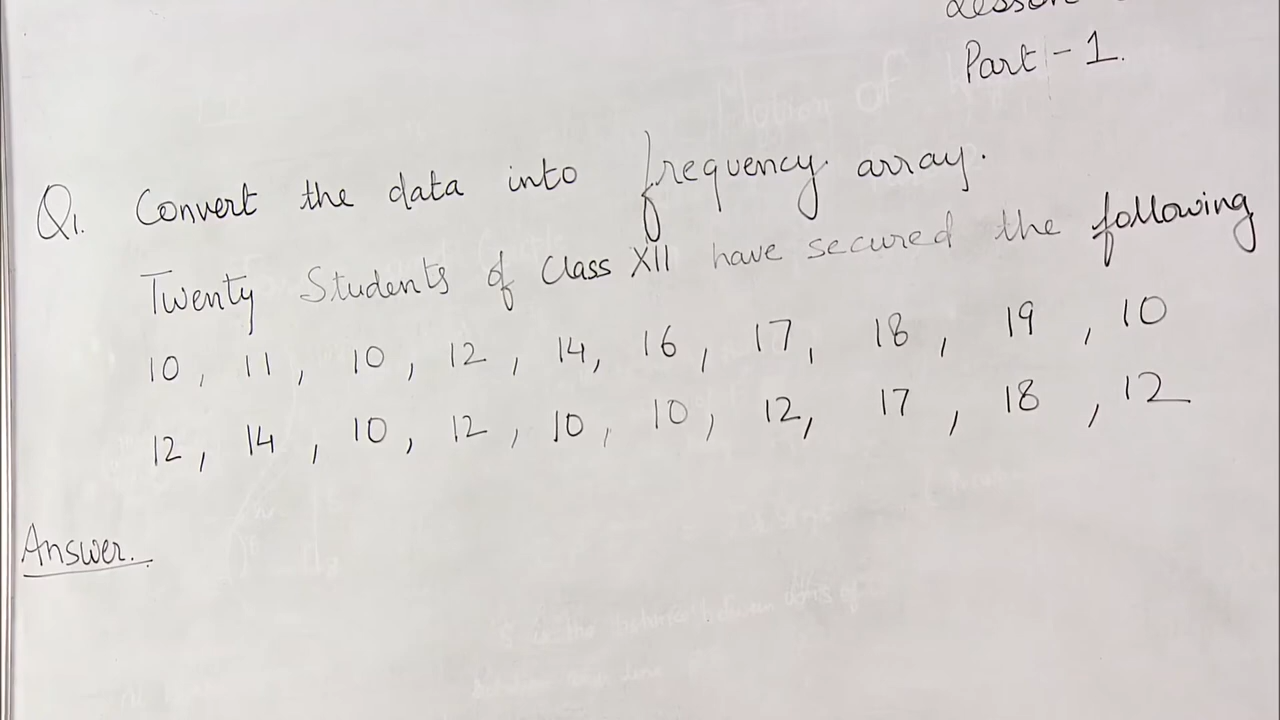 Lesson
Part - 1.
Q1. Convert the data into frequency array.
Twenty Students of Class XII have secured the following
10, 11, 10, 12, 14, 16, 17, 18, 19, 10
12, 14, 10, 12, 10, 10, 12, 17, 18, 12
Answer.